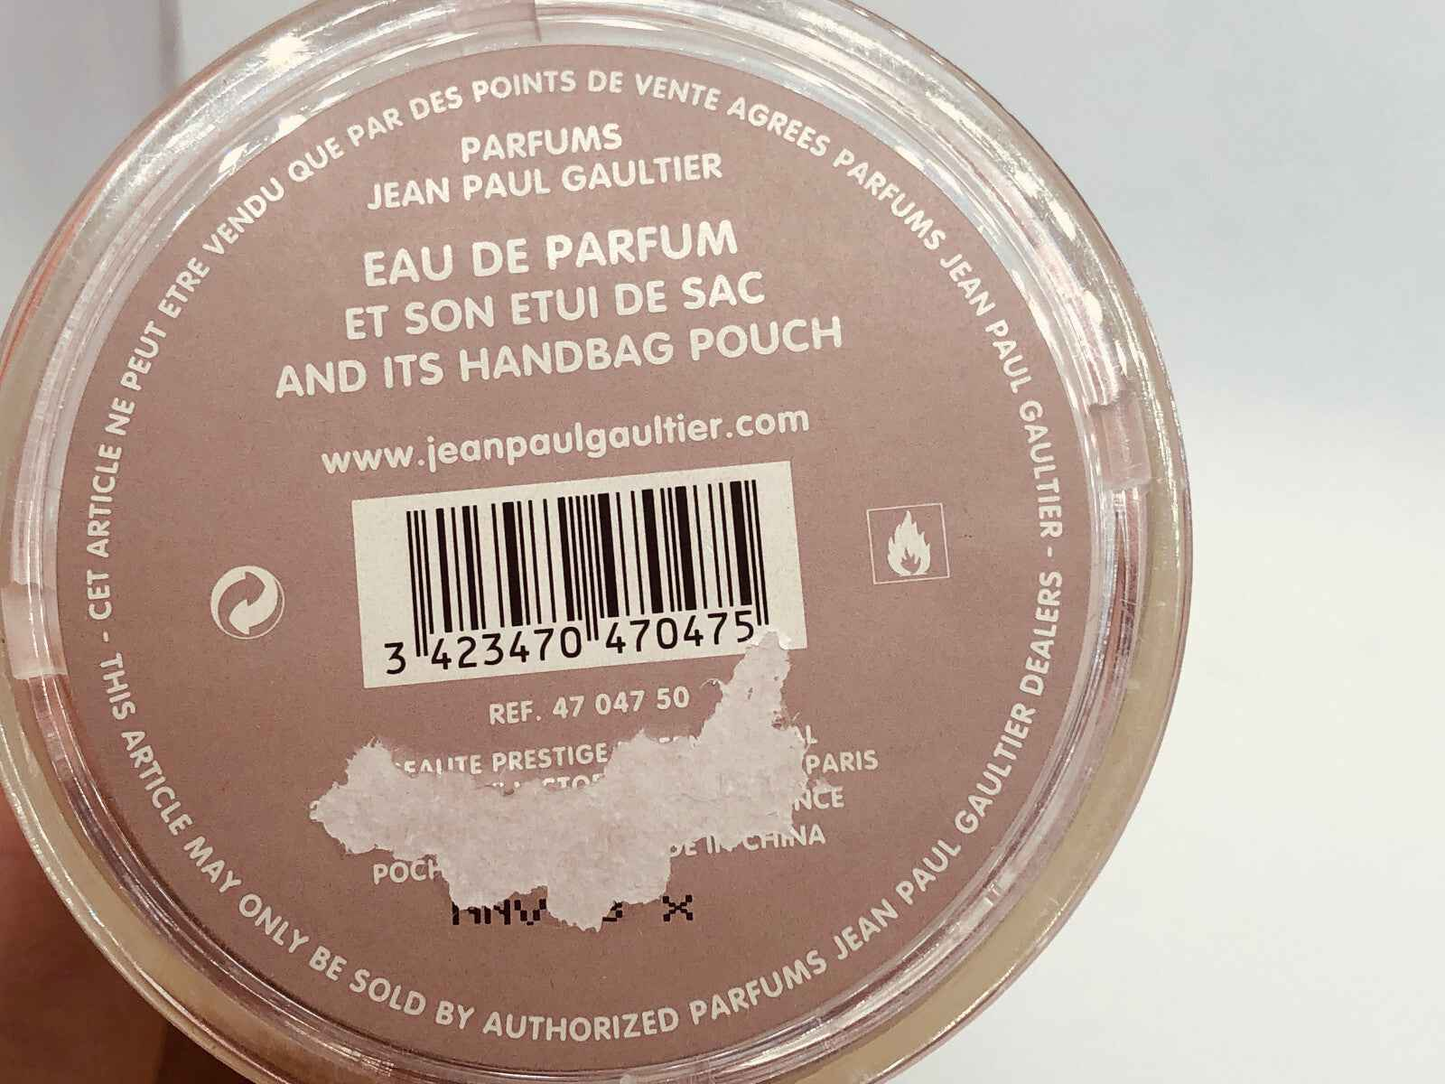 CET ARTICLE NE PEUT ETRE VENDU QUE PAR DES POINTS DE VENTE AGREES PARFUMS JEAN PAUL GAULTIER -
PARFUMS
JEAN PAUL GAULTIER
EAU DE PARFUM
ET SON ETUI DE SAC
AND ITS HANDBAG POUCH
www.jeanpaulgaultier.com
3 423470 470475
REF. 47 047 50
PRESTIGE
PARIS
CHINA
X
THIS ARTICLE MAY ONLY BE SOLD BY AUTHORIZED PARFUMS JEAN PAUL GAULTIER DEALERS -